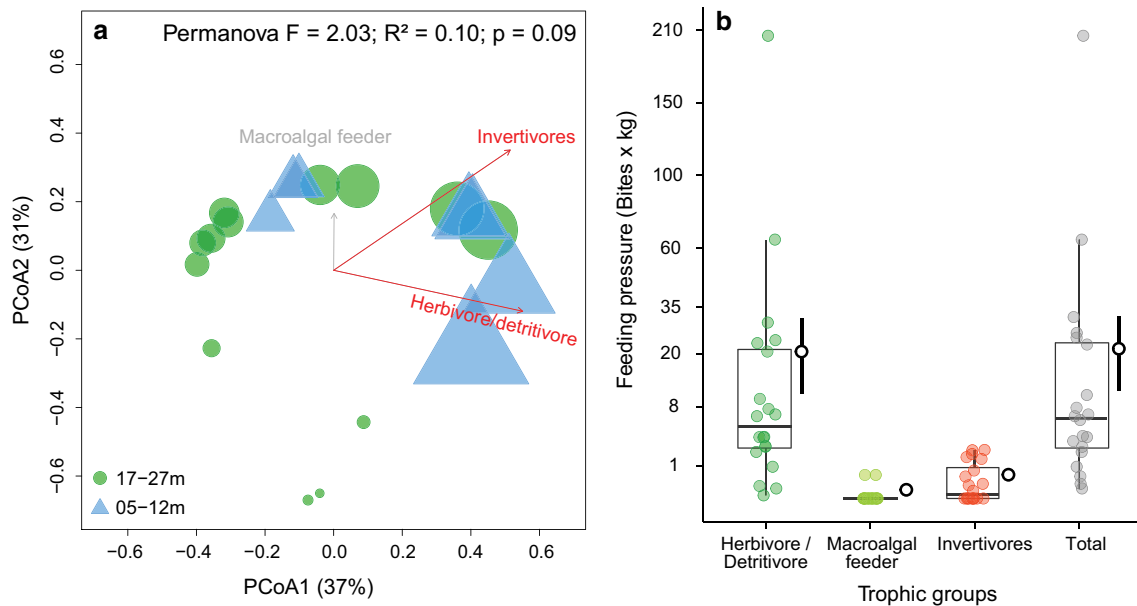 a
Permanova F = 2.03; R² = 0.10; p = 0.09
Macroalgal feeder
Invertivores
Herbivore/detritivore
17−27m
05−12m
PCoA2 (31%)
0.6
0.4
0.2
0.0
−0.2
−0.4
−0.6
−0.6
−0.4
−0.2
0.0
0.2
0.4
0.6
PCoA1 (37%)
b
Feeding pressure (Bites x kg)
210
150
100
60
35
20
8
1
Herbivore /
Detritivore
Macroalgal
feeder
Invertivores
Total
Trophic groups